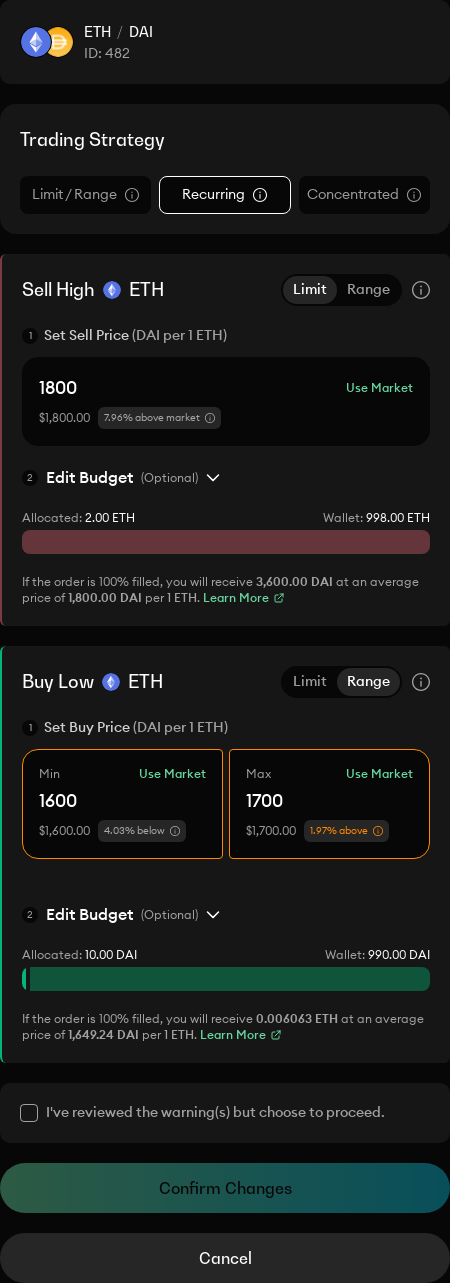 ETH / DAI
ID: 482
Trading Strategy
Limit / Range Recurring Concentrated
Sell High ETH Limit Range
1 Set Sell Price (DAI per 1 ETH)
1800 Use Market
$1,800.00 7.96% above market
2 Edit Budget (Optional)
Allocated: 2.00 ETH Wallet: 998.00 ETH
If the order is 100% filled, you will receive 3,600.00 DAI at an average
price of 1,800.00 DAI per 1 ETH. Learn More
Buy Low ETH Limit Range
1 Set Buy Price (DAI per 1 ETH)
Min Use Market Max Use Market
1600 1700
$1,600.00 4.03% below $1,700.00 1.97% above
2 Edit Budget (Optional)
Allocated: 10.00 DAI Wallet: 990.00 DAI
If the order is 100% filled, you will receive 0.006063 ETH at an average
price of 1,649.24 DAI per 1 ETH. Learn More
I've reviewed the warning(s) but choose to proceed.
Confirm Changes
Cancel